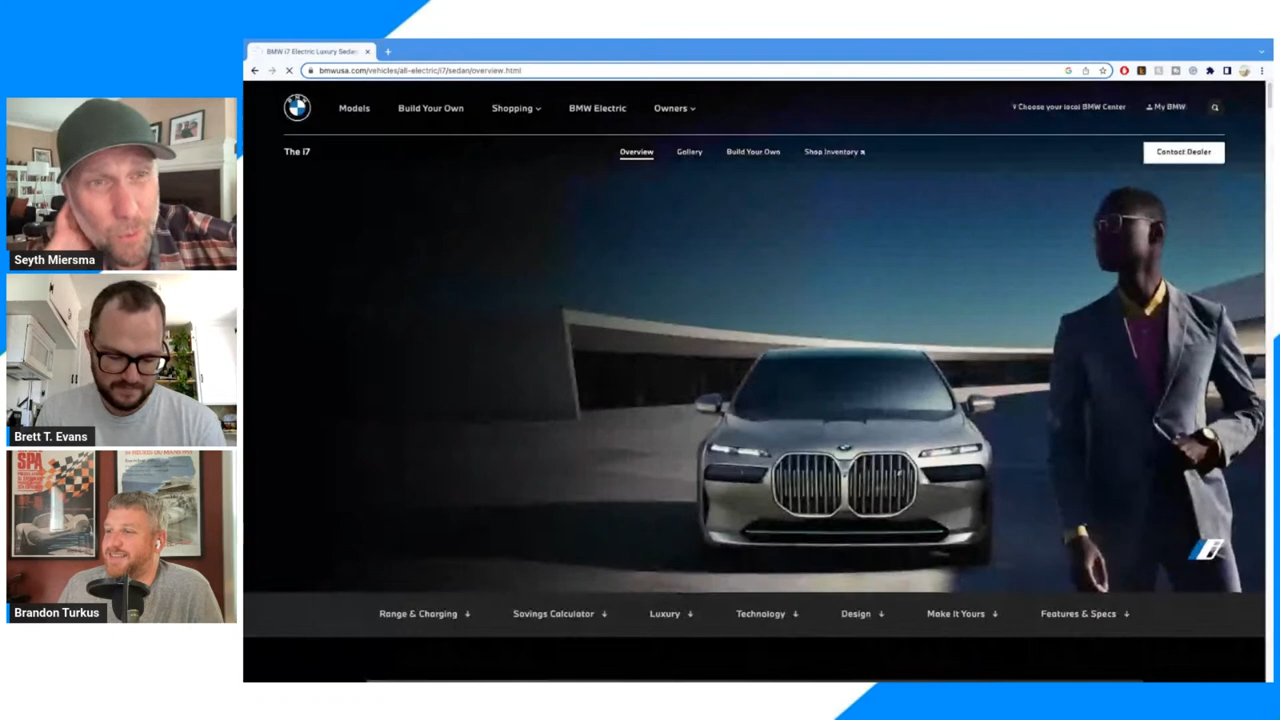 BMW i7 Electric Luxury Sedan
bmwusa.com/vehicles/all-electric/i7/sedan/overview.html
Models
Build Your Own
Shopping
BMW Electric
Owners
Choose your local BMW Center
My BMW
The i7
Overview
Gallery
Build Your Own
Shop Inventory
Contact Dealer
Range & Charging
Savings Calculator
Luxury
Technology
Design
Make It Yours
Features & Specs
Seyth Miersma
Brett T. Evans
SPA
Brandon Turkus